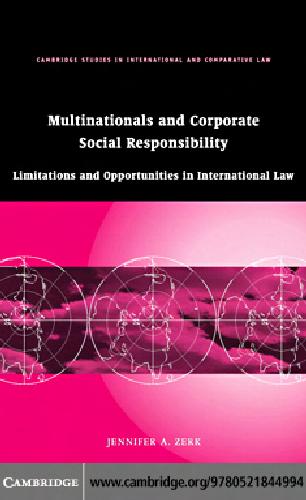 CAMBRIDGE STUDIES IN INTERNATIONAL AND COMPARATIVE LAW
Multinationals and Corporate
Social Responsibility
Limitations and Opportunities in International Law
JENNIFER A. ZERK
CAMBRIDGE www.cambridge.org/9780521844994